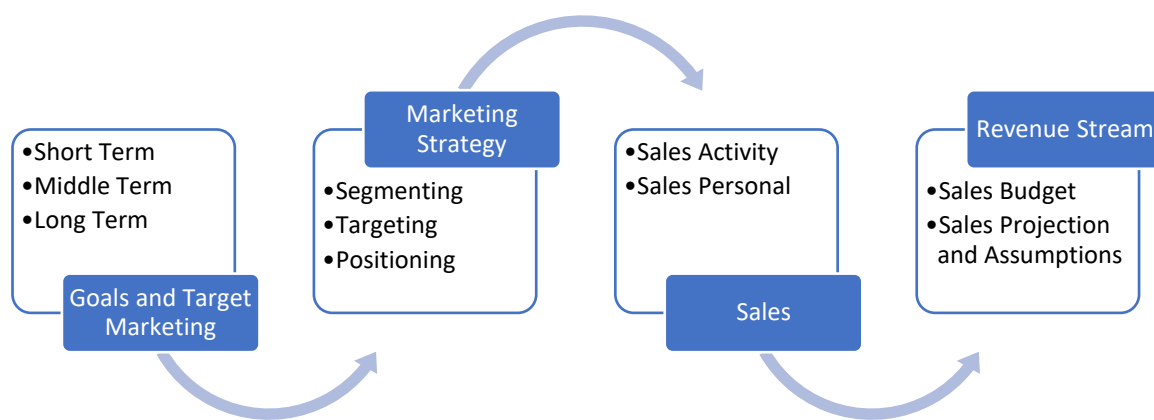 •Short Term
•Middle Term
•Long Term
Goals and Target
Marketing
Marketing
Strategy
•Segmenting
•Targeting
•Positioning
•Sales Activity
•Sales Personal
Sales
Revenue Stream
•Sales Budget
•Sales Projection
and Assumptions